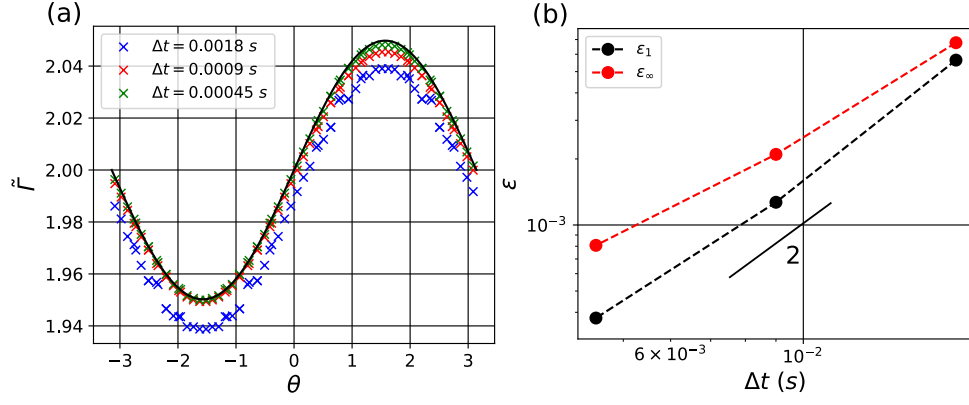 (a)
Δt = 0.0018 s
Δt = 0.0009 s
Δt = 0.00045 s
2.04
2.02
2.00
1.98
1.96
1.94
Γ̃
−3
−2
−1
0
1
2
3
θ
(b)
ε₁
ε∞
ε
10⁻³
2
6 × 10⁻³
10⁻²
Δt (s)